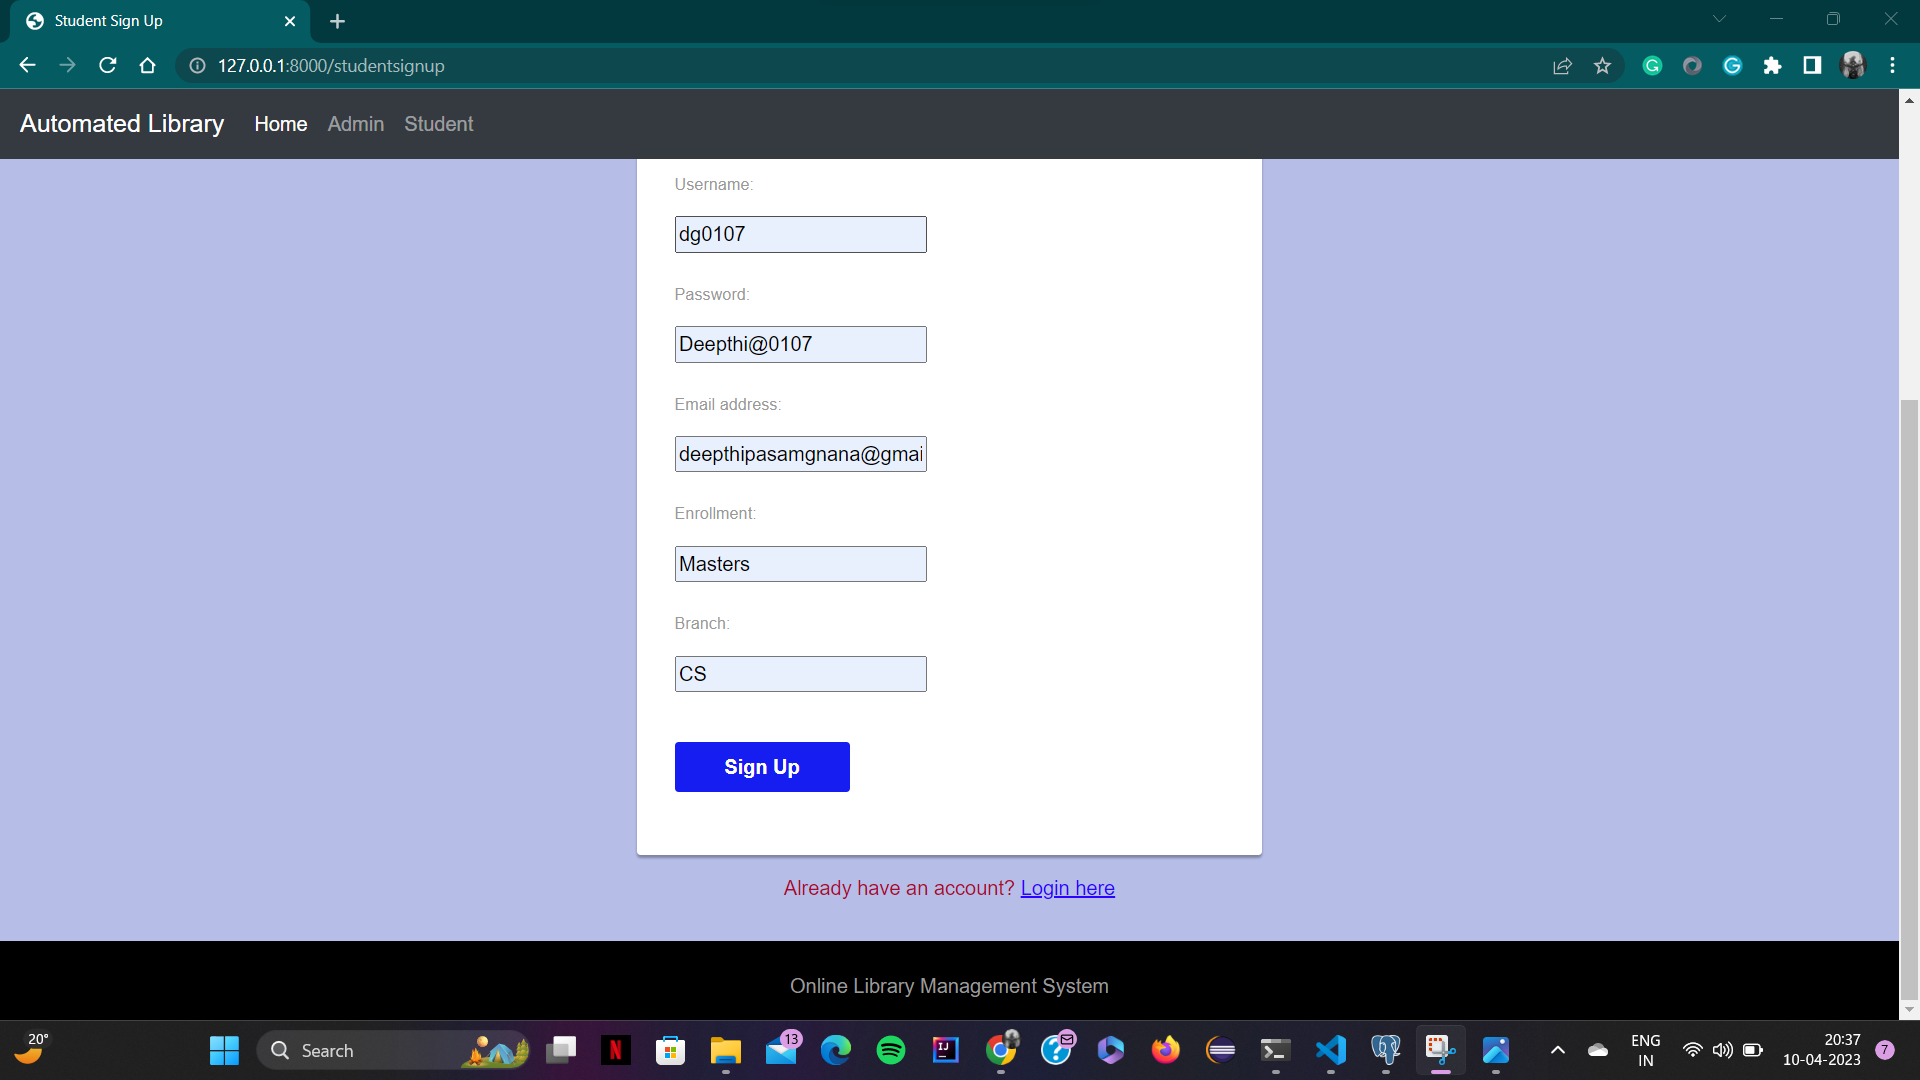 Student Sign Up
127.0.0.1:8000/studentsignup
Automated Library Home Admin Student
Username:
dg0107
Password:
Deepthi@0107
Email address:
deepthipasamgnana@gmai
Enrollment:
Masters
Branch:
CS
Sign Up
Already have an account? Login here
Online Library Management System
20°
Search
13
ENG
IN
20:37
10-04-2023
7